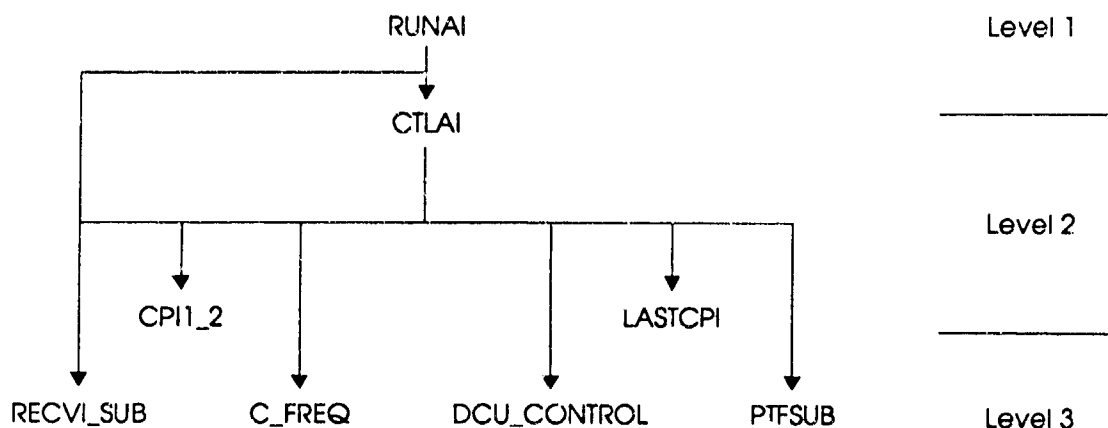 RUNAI
Level 1
CTLAI
Level 2
CPI1_2
LASTCPI
RECVI_SUB
C_FREQ
DCU_CONTROL
PTFSUB
Level 3